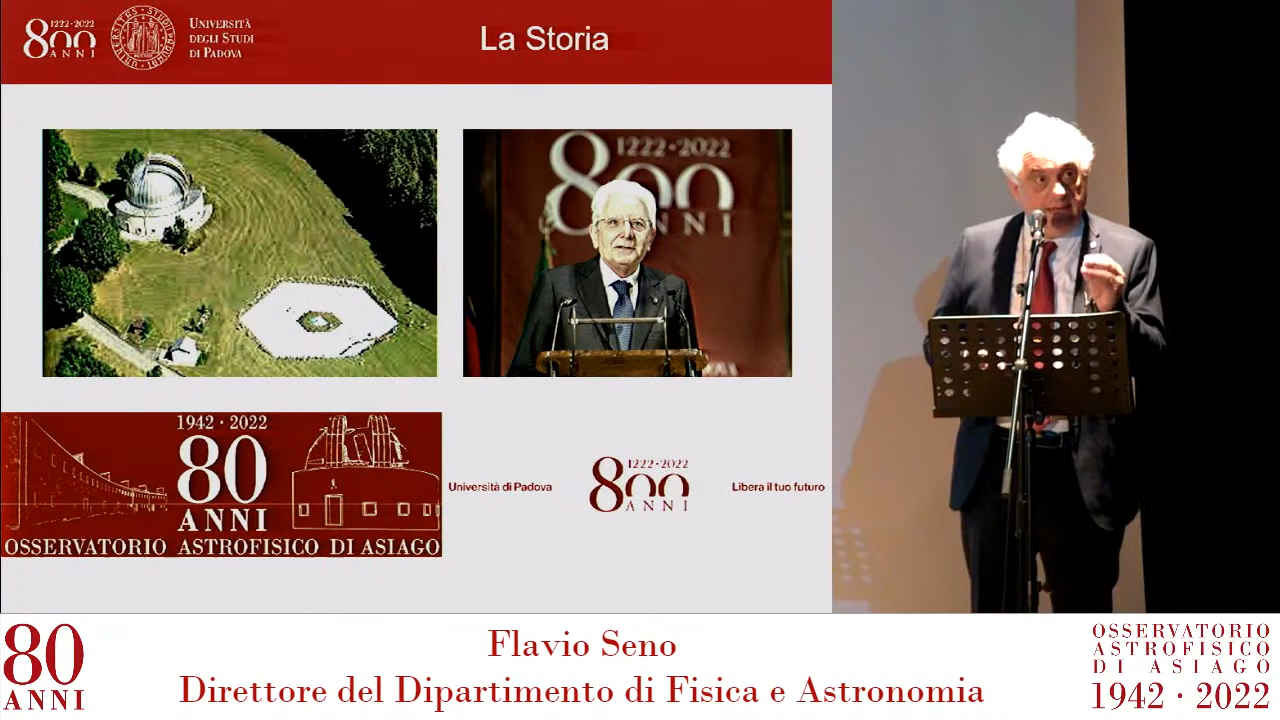 1222·2022
800
ANNI
UNIVERSITÀ
DEGLI STUDI
DI PADOVA
La Storia
1222·2022
800
ANNI
1942·2022
80
ANNI
OSSERVATORIO ASTROFISICO DI ASIAGO
Università di Padova
1222·2022
800
ANNI
Libera il tuo futuro
80
ANNI
Flavio Seno
Direttore del Dipartimento di Fisica e Astronomia
OSSERVATORIO
ASTROFISICO
DI ASIAGO
1942·2022